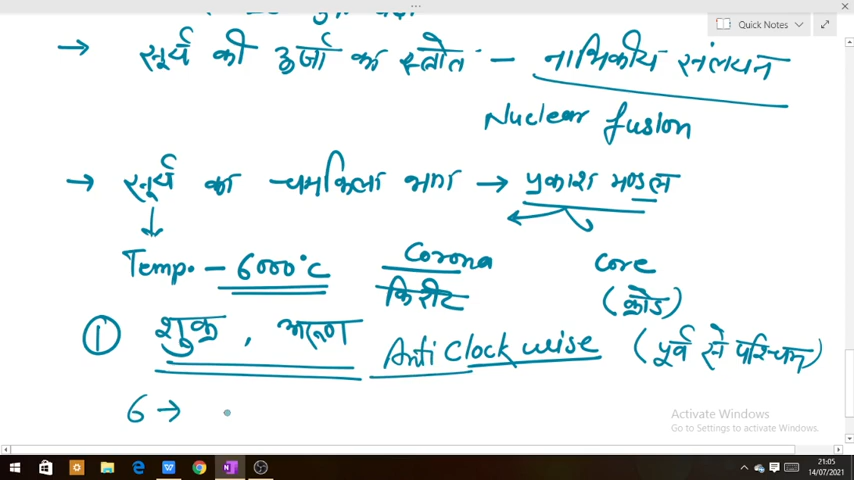 Quick Notes
→ सूर्य की ऊर्जा का स्त्रोत - नाभिकीय संलयन
Nuclear fusion
→ सूर्य का चमकिला भाग → प्रकाश मण्डल
Temp. - 6000°C Corona Core
किरीट (क्रोड)
① शुक्र, अरूण Anti Clock wise (पूर्व से पश्चिम)
6 →
Activate Windows
Go to Settings to activate Windows.
21:05
14/07/2021